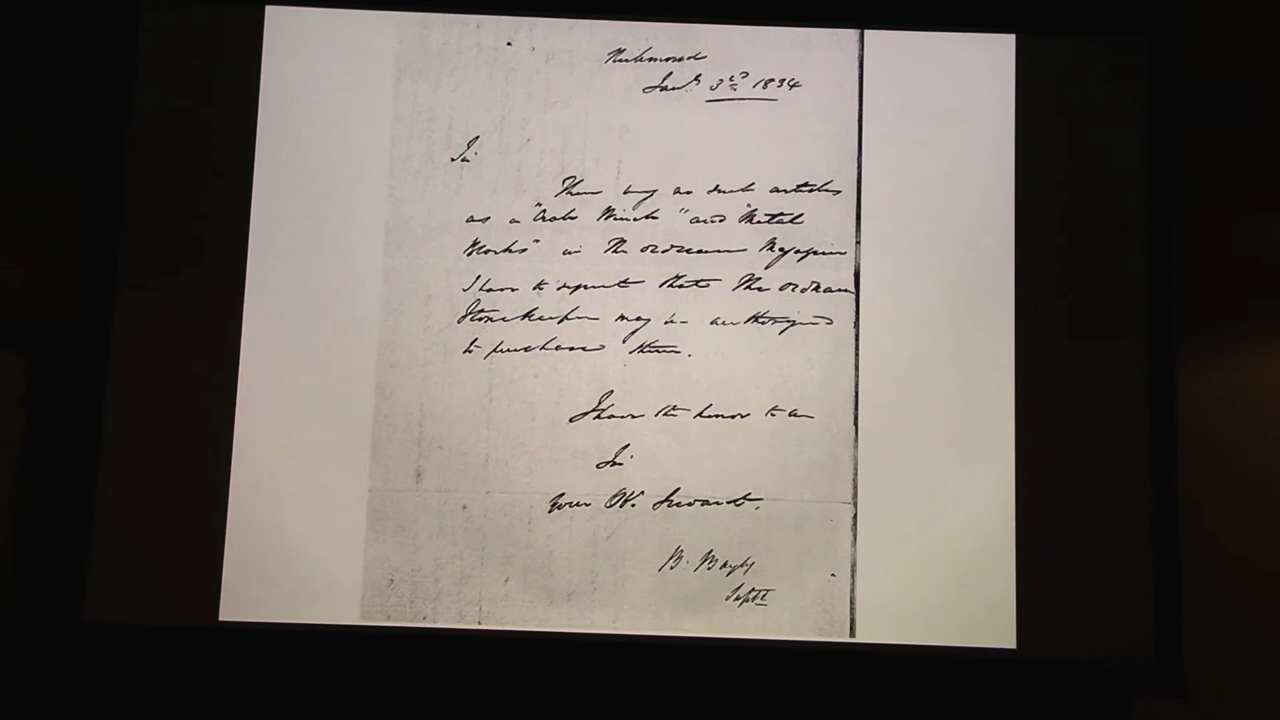 Richmond
Jany. 3rd 1834
Sir
There being no such articles
as a "Crab Winch" and "Metal
Blocks" in The Ordnance Magazine
I have to request that The Ordnance
Storekeeper may be authorized
to purchase them.
I have the honor to be
Sir
Your Obt. Servant.
B. Bayly